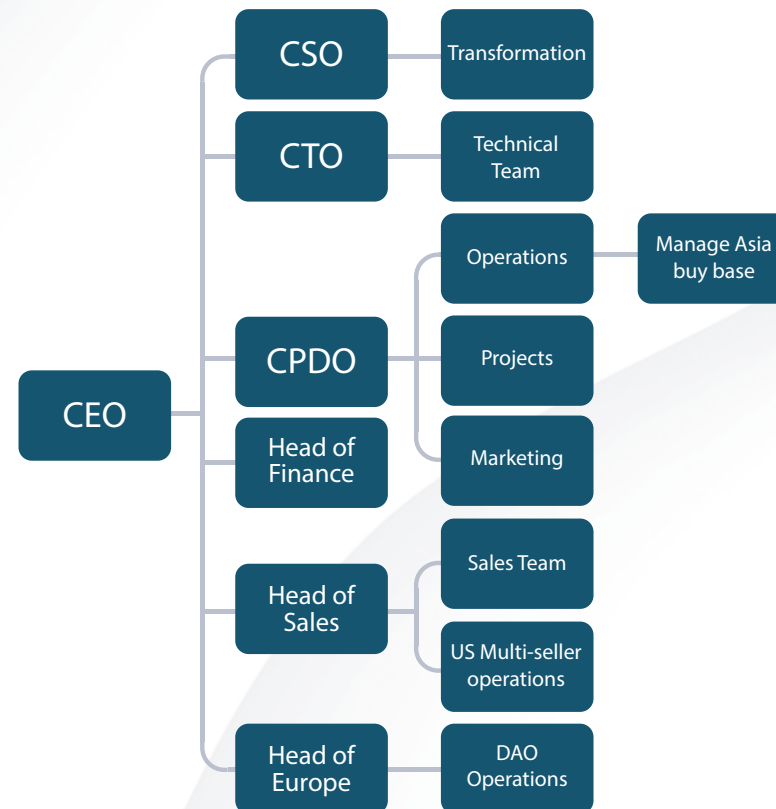 CSO
Transformation
CTO
Technical
Team
Operations
Manage Asia
buy base
CPDO
Projects
CEO
Head of
Finance
Marketing
Head of
Sales
Sales Team
US Multi-seller
operations
Head of
Europe
DAO
Operations